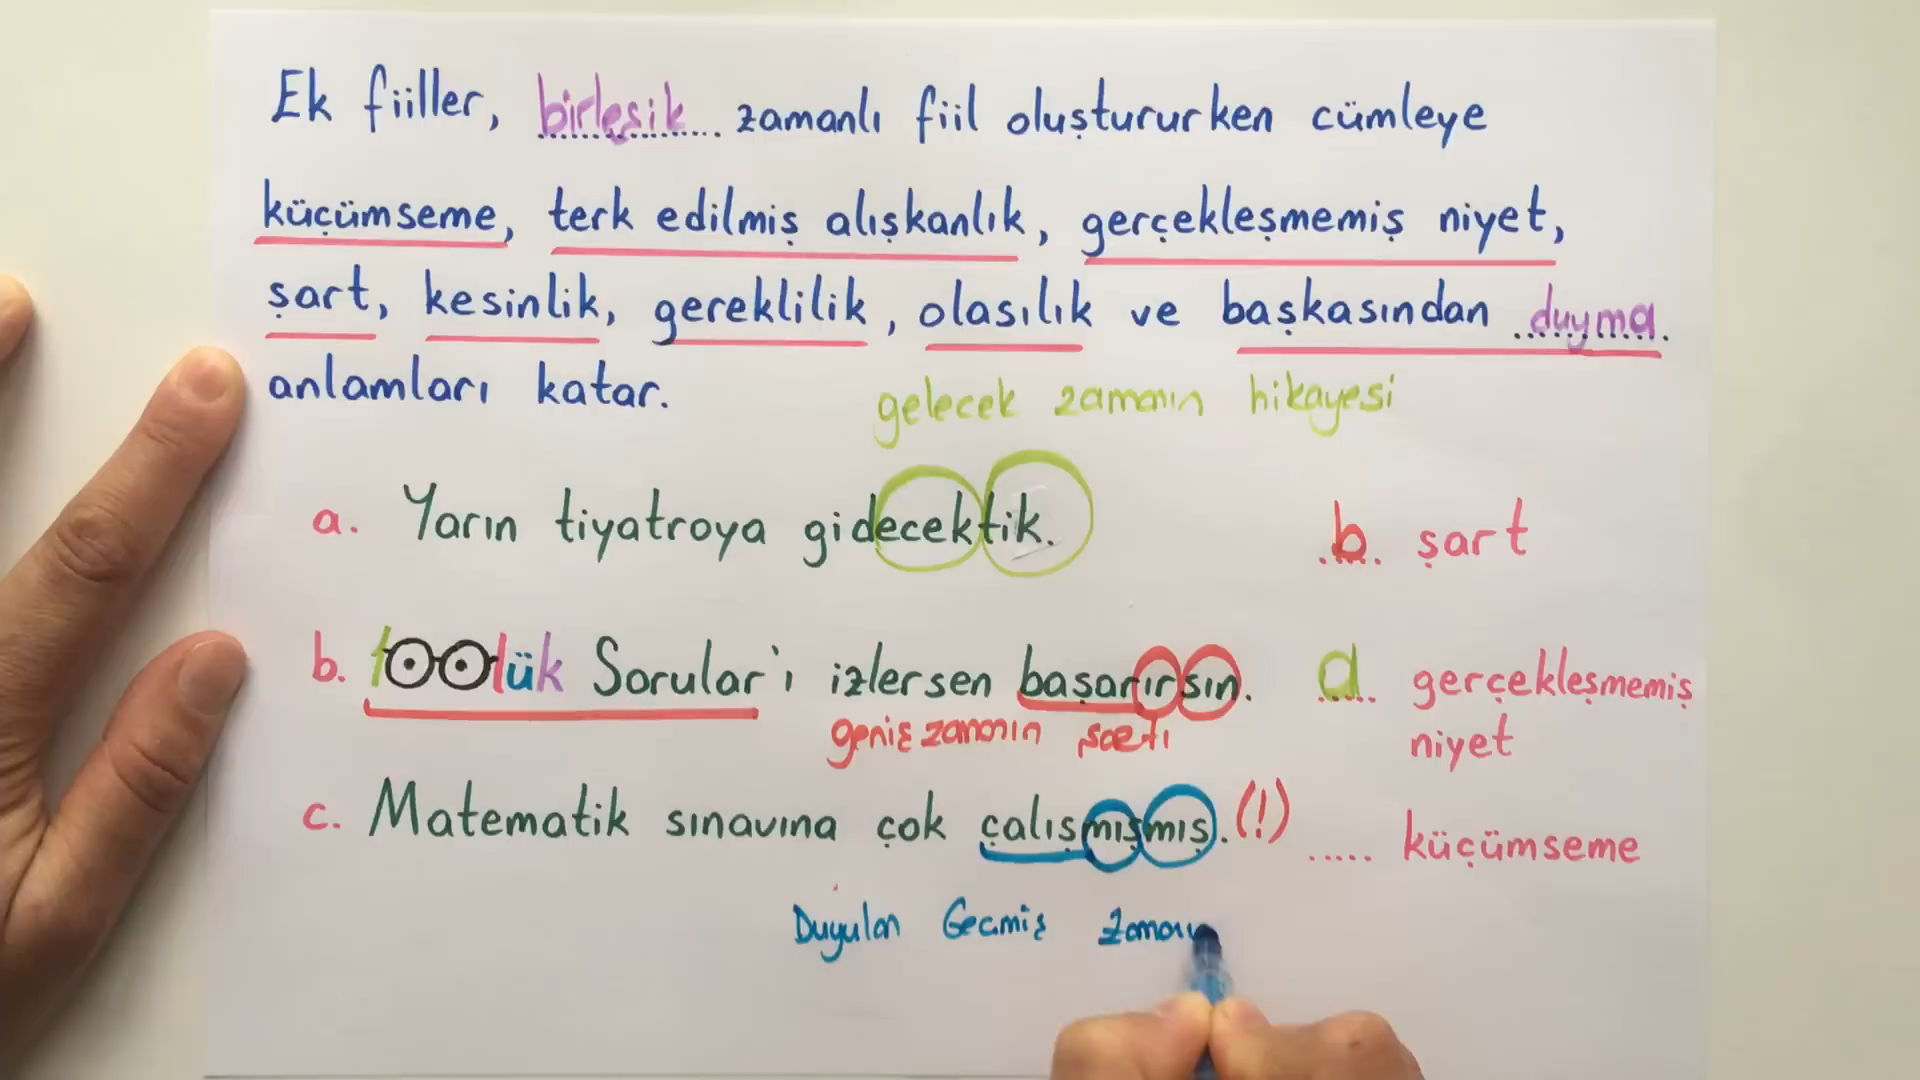 Ek fiiller, birleşik zamanlı fiil oluştururken cümleye
küçümseme, terk edilmiş alışkanlık, gerçekleşmemiş niyet,
şart, kesinlik, gereklilik, olasılık ve başkasından duyma.
anlamları katar.
gelecek zamanın hikayesi
a. Yarın tiyatroya gidecektik.
b. şart
b. tooolük Sorular'ı izlersen başarırsın.
geniş zamanın şartı
d. gerçekleşmemiş
niyet
c. Matematik sınavına çok çalışmışmış. (!)
..... küçümseme
Duyulan Geçmiş